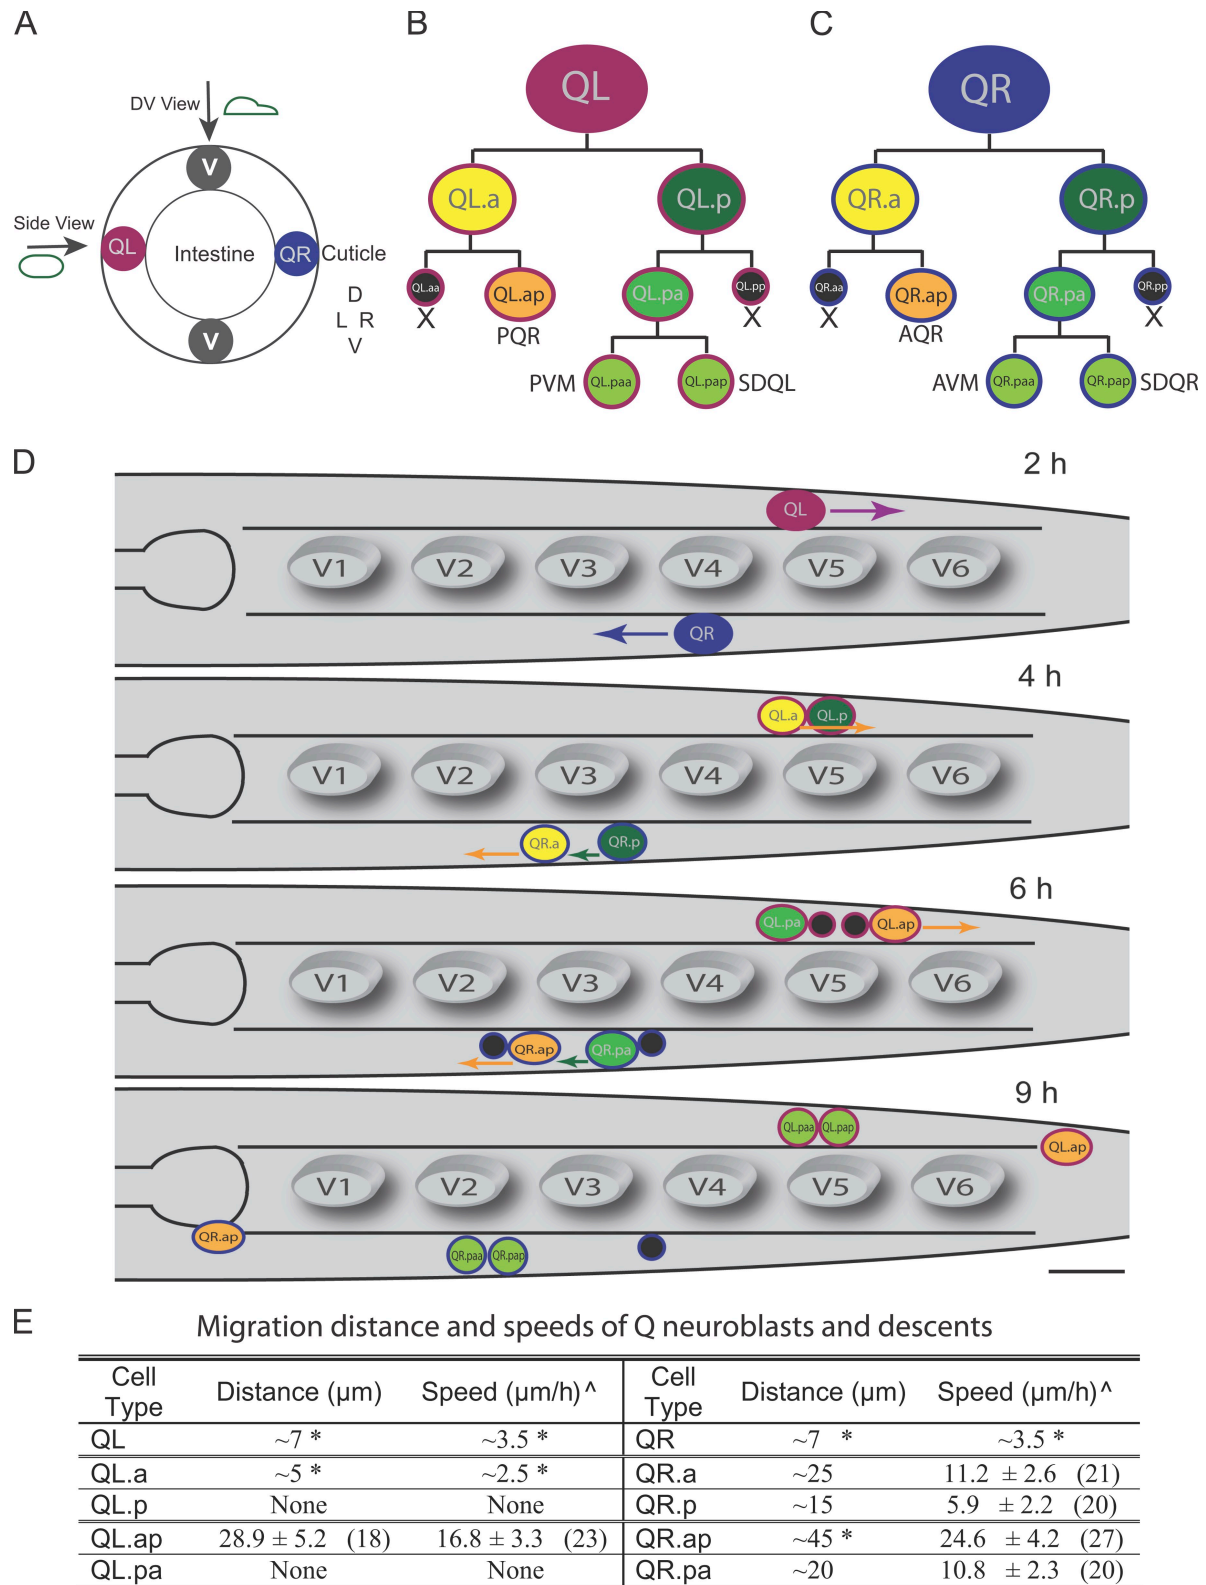 A
DV View
V
Side View
QL
Intestine
QR
Cuticle
V
D
L R
V
B
QL
QL.a
QL.p
QL.aa
QL.ap
QL.pa
QL.pp
X
PQR
X
PVM
QL.paa
QL.pap
SDQL
C
QR
QR.a
QR.p
QR.aa
QR.ap
QR.pa
QR.pp
X
AQR
X
AVM
QR.paa
QR.pap
SDQR
D
2 h
QL
V1 V2 V3 V4 V5 V6
QR
4 h
QL.a QL.p
V1 V2 V3 V4 V5 V6
QR.a QR.p
6 h
QL.pa QL.ap
V1 V2 V3 V4 V5 V6
QR.ap QR.pa
9 h
QL.paa QL.pap
QL.ap
V1 V2 V3 V4 V5 V6
QR.ap
QR.paa QR.pap
E
Migration distance and speeds of Q neuroblasts and descents
Cell Type Distance (μm) Speed (μm/h) ^ Cell Type Distance (μm) Speed (μm/h) ^
QL ~7 * ~3.5 * QR ~7 * ~3.5 *
QL.a ~5 * ~2.5 * QR.a ~25 11.2 ± 2.6 (21)
QL.p None None QR.p ~15 5.9 ± 2.2 (20)
QL.ap 28.9 ± 5.2 (18) 16.8 ± 3.3 (23) QR.ap ~45 * 24.6 ± 4.2 (27)
QL.pa None None QR.pa ~20 10.8 ± 2.3 (20)